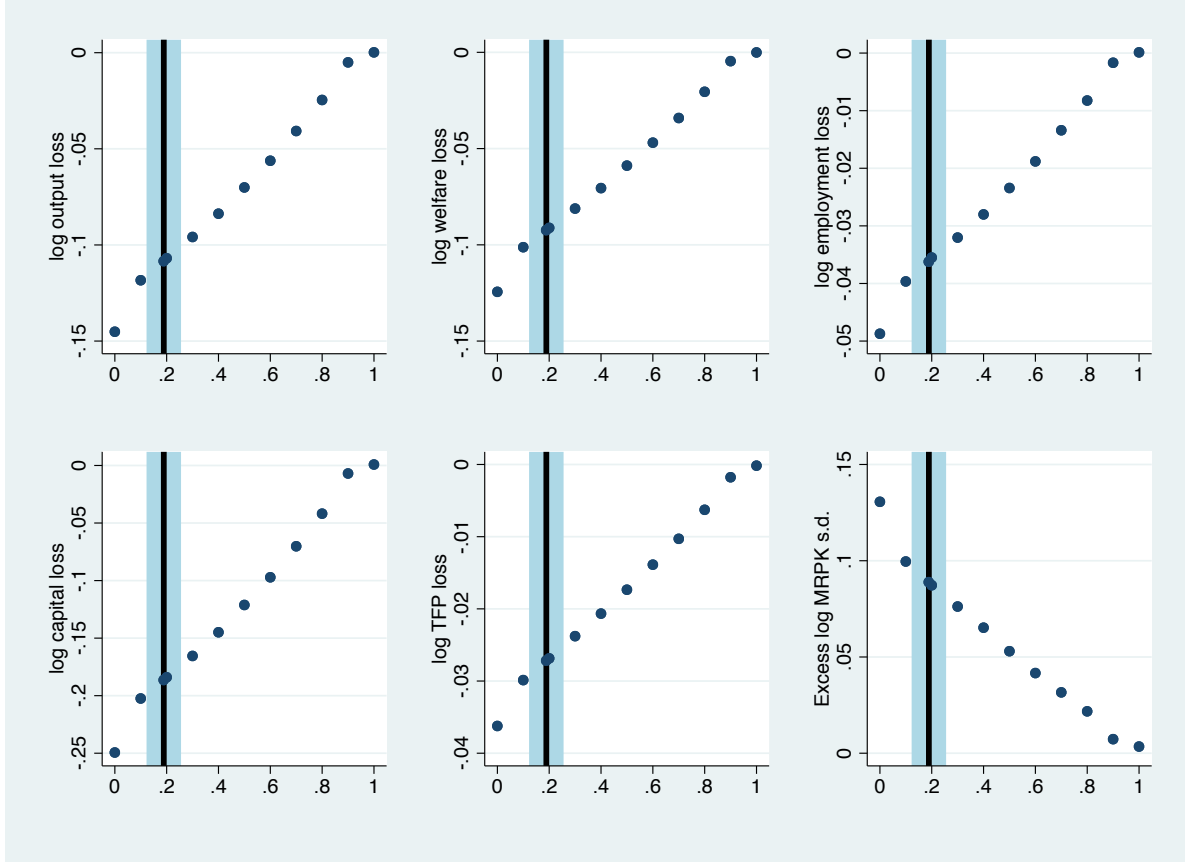 log output loss
0
-.05
-.1
-.15
0 .2 .4 .6 .8 1
log welfare loss
0
-.05
-.1
-.15
0 .2 .4 .6 .8 1
log employment loss
0
-.01
-.02
-.03
-.04
-.05
0 .2 .4 .6 .8 1
log capital loss
0
-.05
-.1
-.15
-.2
-.25
0 .2 .4 .6 .8 1
log TFP loss
0
-.01
-.02
-.03
-.04
0 .2 .4 .6 .8 1
Excess log MRPK s.d.
.15
.1
.05
0
0 .2 .4 .6 .8 1